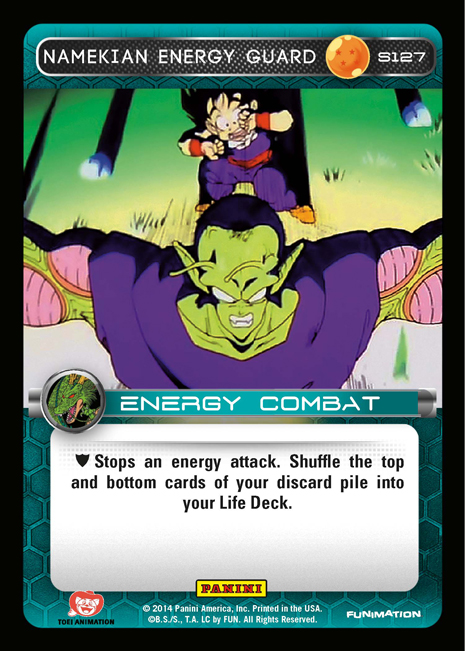 NAMEKIAN ENERGY GUARD S127
ENERGY COMBAT
Stops an energy attack. Shuffle the top
and bottom cards of your discard pile into
your Life Deck.
PANINI
TOEI ANIMATION
© 2014 Panini America, Inc. Printed in the USA.
©B.S./S., T.A. LC by FUN. All Rights Reserved.
FUNIMATION